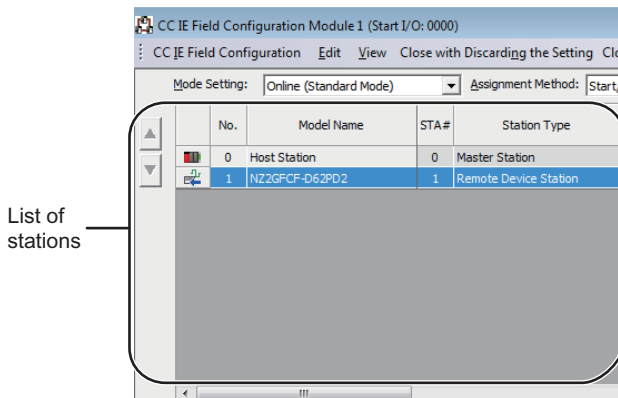 CC IE Field Configuration Module 1 (Start I/O: 0000)
CC IE Field Configuration Edit View Close with Discarding the Setting
Mode Setting: Online (Standard Mode) Assignment Method: Start/
No. Model Name STA# Station Type
0 Host Station 0 Master Station
1 NZ2GFCF-D62PD2 1 Remote Device Station
List of
stations